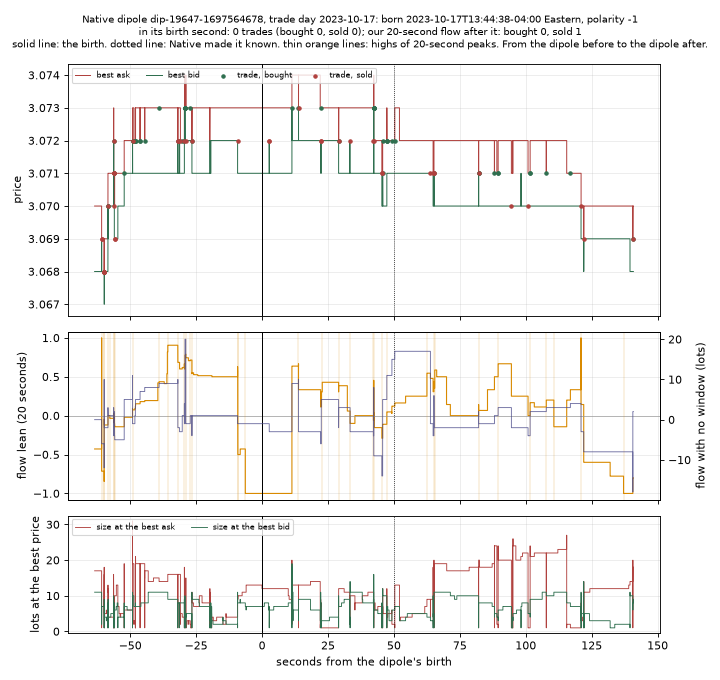 Native dipole dip-19647-1697564678, trade day 2023-10-17: born 2023-10-17T13:44:38-04:00 Eastern, polarity -1
in its birth second: 0 trades (bought 0, sold 0); our 20-second flow after it: bought 0, sold 1
solid line: the birth. dotted line: Native made it known. thin orange lines: highs of 20-second peaks. From the dipole before to the dipole after.
best ask best bid trade, bought trade, sold
3.074
3.073
3.072
3.071
3.070
3.069
3.068
3.067
price
1.0
0.5
0.0
−0.5
−1.0
flow lean (20 seconds)
20
10
0
−10
flow with no window (lots)
size at the best ask size at the best bid
30
20
10
0
lots at the best price
−50 −25 0 25 50 75 100 125 150
seconds from the dipole's birth